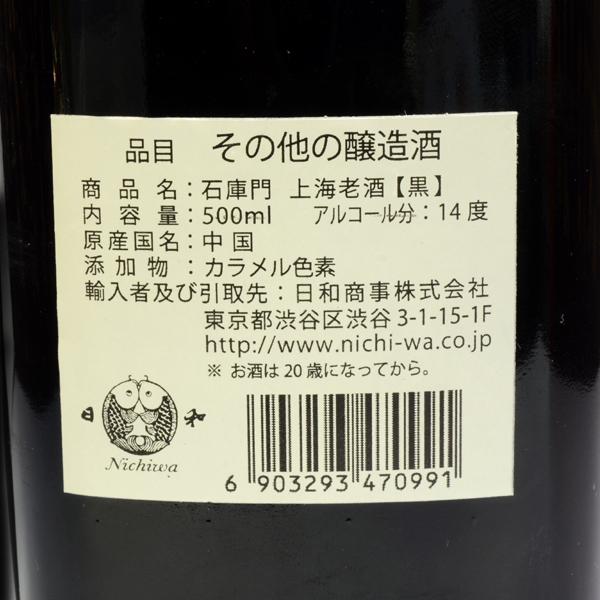 品目 その他の醸造酒
商品名：石庫門 上海老酒【黒】
内容量：500ml アルコール分：14度
原産国名：中国
添加物：カラメル色素
輸入者及び引取先：日和商事株式会社
東京都渋谷区渋谷3-1-15-1F
http://www.nichi-wa.co.jp
※ お酒は20歳になってから。
日和
Nichiwa
6 903293 470991